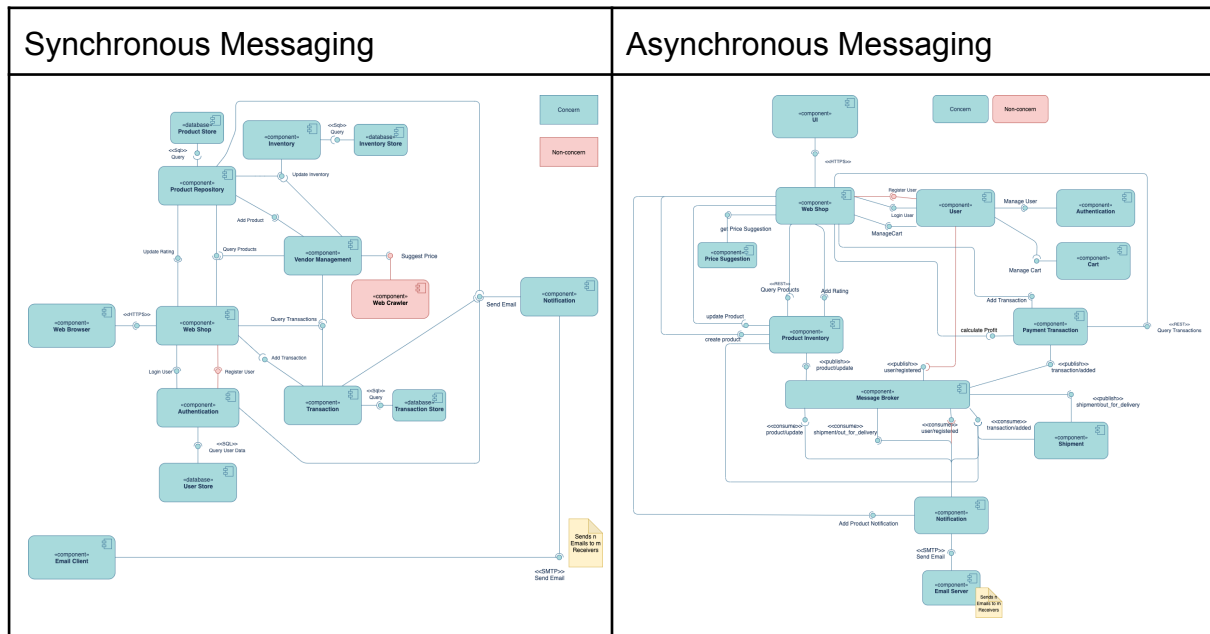 Synchronous Messaging
Concern
Non-concern
«database»
Product Store
<<Sql>>
Query
«component»
Inventory
<<Sql>>
Query
«database»
Inventory Store
«component»
Product Repository
Update Inventory
Add Product
Update Rating
Query Products
«component»
Vendor Management
Suggest Price
«component»
Web Crawler
«component»
Notification
Send Email
«component»
Web Browser
<<HTTPS>>
«component»
Web Shop
Query Transactions
Add Transaction
Login User
Register User
«component»
Authentication
«component»
Transaction
<<Sql>>
Query
«database»
Transaction Store
<<SQL>>
Query User Data
«database»
User Store
«component»
Email Client
Sends n
Emails to m
Receivers
<<SMTP>>
Send Email
Asynchronous Messaging
«component»
UI
Concern
Non-concern
<<HTTPS>>
«component»
Web Shop
Register User
Login User
ManageCart
«component»
User
Manage User
«component»
Authentication
get Price Suggestion
«component»
Price Suggestion
Manage Cart
«component»
Cart
<<REST>>
Query Products
Add Rating
Add Transaction
update Product
create product
«component»
Product Inventory
calculate Profit
«component»
Payment Transaction
<<REST>>
Query Transactions
<<publish>>
product/update
<<publish>>
user/registered
<<publish>>
transaction/added
«component»
Message Broker
<<publish>>
shipment/out_for_delivery
<<consume>>
product/update
<<consume>>
shipment/out_for_delivery
<<consume>>
user/registered
<<consume>>
transaction/added
«component»
Shipment
Add Product Notification
«component»
Notification
<<SMTP>>
Send Email
«component»
Email Server
Sends n
Emails to m
Receivers